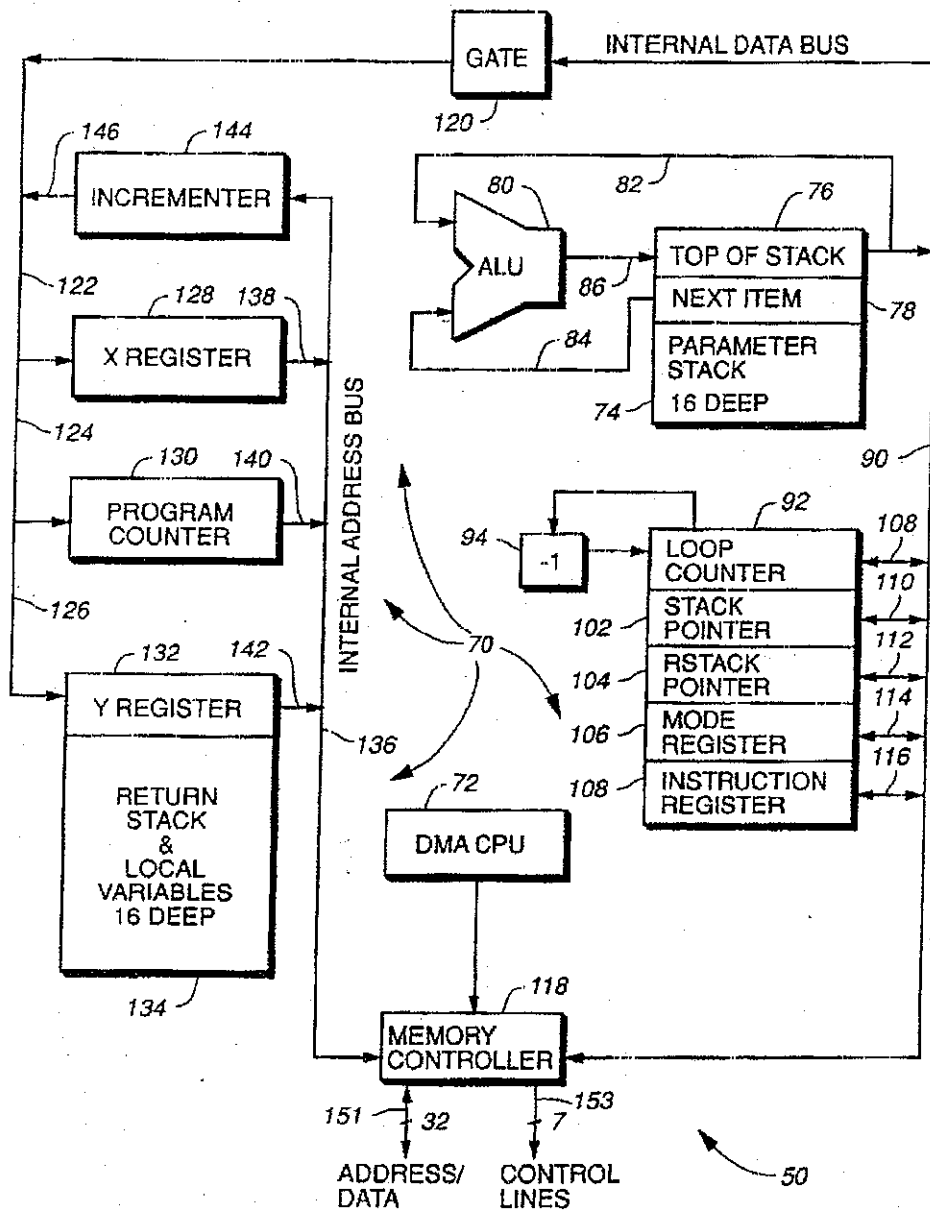 GATE
INTERNAL DATA BUS
120
146
144
INCREMENTER
82
80
76
ALU
TOP OF STACK
86
NEXT ITEM
78
84
PARAMETER
STACK
16 DEEP
74
122
128
138
X REGISTER
124
130
140
PROGRAM
COUNTER
INTERNAL ADDRESS BUS
90
94
-1
92
LOOP
COUNTER
108
110
102
STACK
POINTER
112
104
RSTACK
POINTER
114
106
MODE
REGISTER
116
108
INSTRUCTION
REGISTER
126
132
142
Y REGISTER
70
136
RETURN
STACK
&
LOCAL
VARIABLES
16 DEEP
134
72
DMA CPU
118
MEMORY
CONTROLLER
151
32
153
7
ADDRESS/
DATA
CONTROL
LINES
50